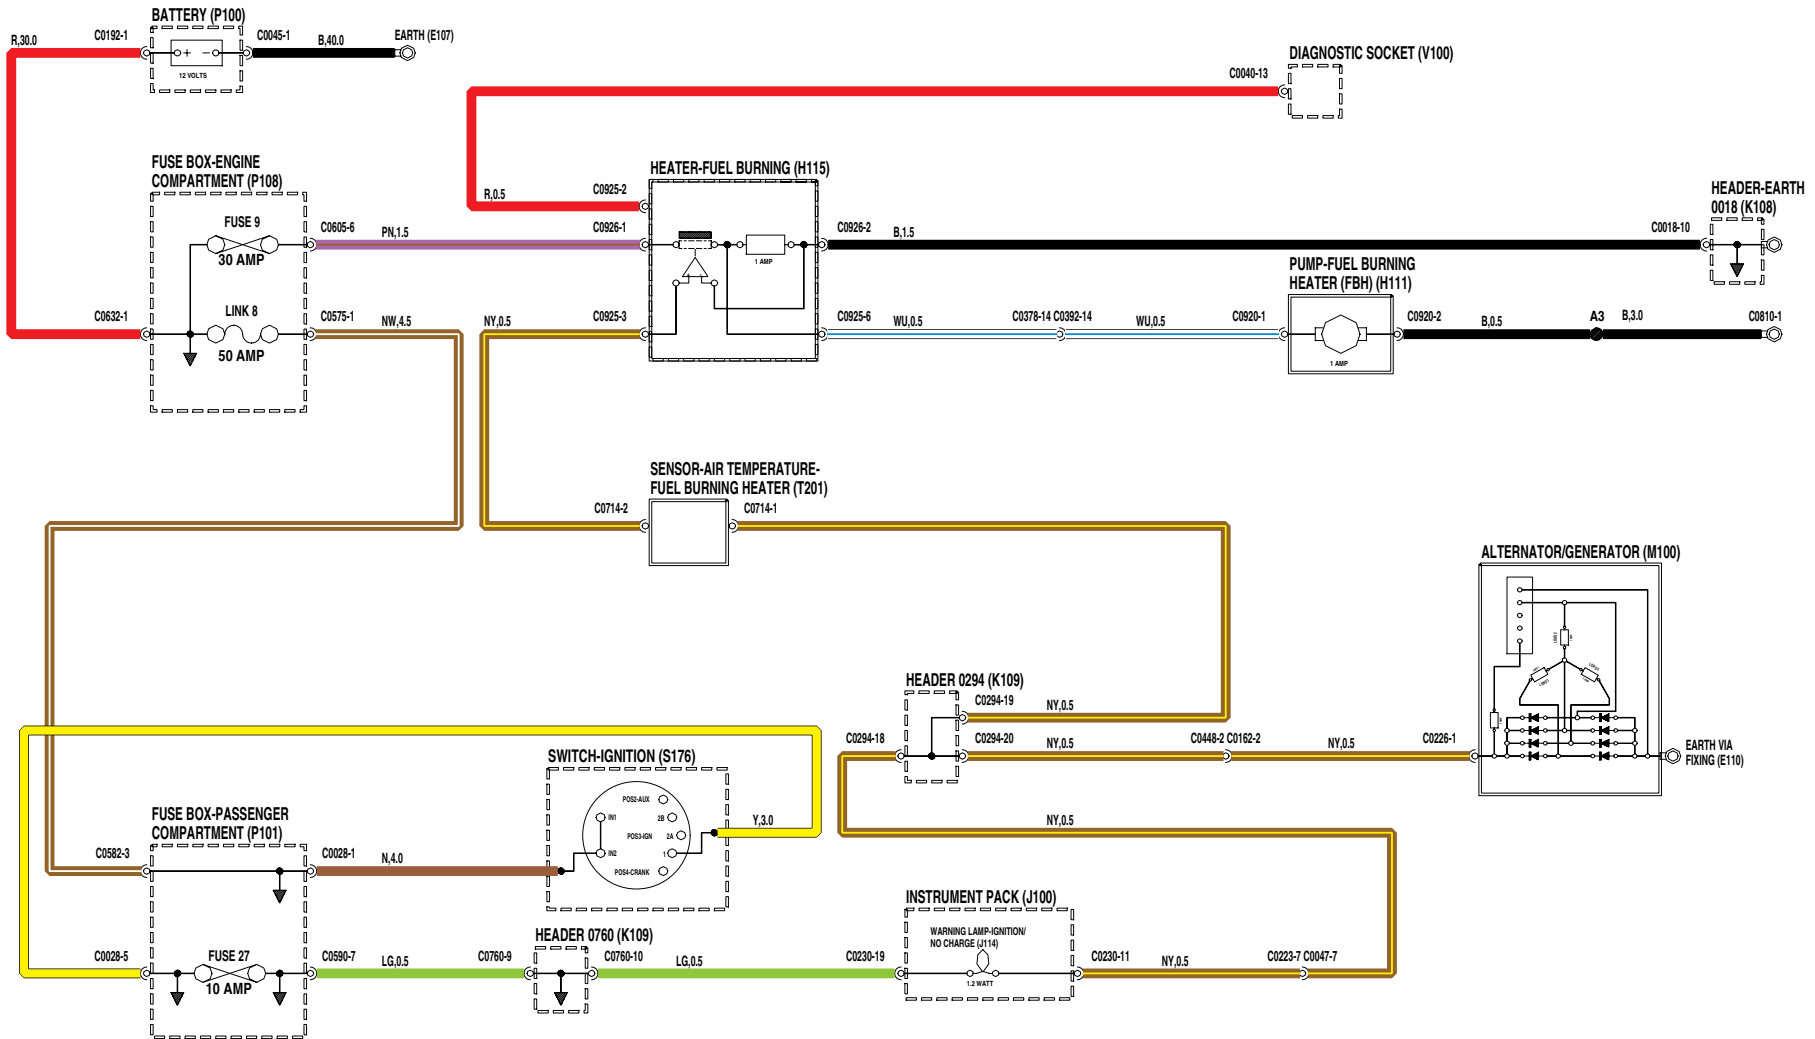 BATTERY (P100)
R,30.0
C0192-1
C0045-1
B,40.0
EARTH (E107)
+ −
12 VOLTS
DIAGNOSTIC SOCKET (V100)
C0040-13
FUSE BOX-ENGINE
COMPARTMENT (P108)
FUSE 9
30 AMP
C0605-6
PN,1.5
LINK 8
50 AMP
C0632-1
C0575-1
NW,4.5
HEATER-FUEL BURNING (H115)
R,0.5
C0925-2
C0926-1
1 AMP
C0926-2
B,1.5
C0018-10
HEADER-EARTH
0018 (K108)
NY,0.5
C0925-3
C0925-6
WU,0.5
C0378-14 C0392-14
WU,0.5
C0920-1
PUMP-FUEL BURNING
HEATER (FBH) (H111)
1 AMP
C0920-2
B,0.5
A3
B,3.0
C0810-1
SENSOR-AIR TEMPERATURE-
FUEL BURNING HEATER (T201)
C0714-2
C0714-1
ALTERNATOR/GENERATOR (M100)
EARTH VIA
FIXING (E110)
HEADER 0294 (K109)
C0294-19
NY,0.5
C0294-18
C0294-20
NY,0.5
C0448-2 C0162-2
NY,0.5
C0226-1
NY,0.5
SWITCH-IGNITION (S176)
POS2-AUX
IN1
2B
POS3-IGN
2A
IN2
1
POS4-CRANK
Y,3.0
FUSE BOX-PASSENGER
COMPARTMENT (P101)
C0582-3
C0028-1
N,4.0
C0028-5
FUSE 27
10 AMP
C0590-7
LG,0.5
HEADER 0760 (K109)
C0760-9
C0760-10
LG,0.5
INSTRUMENT PACK (J100)
C0230-19
WARNING LAMP-IGNITION/
NO CHARGE (J114)
1.2 WATT
C0230-11
NY,0.5
C0223-7 C0047-7